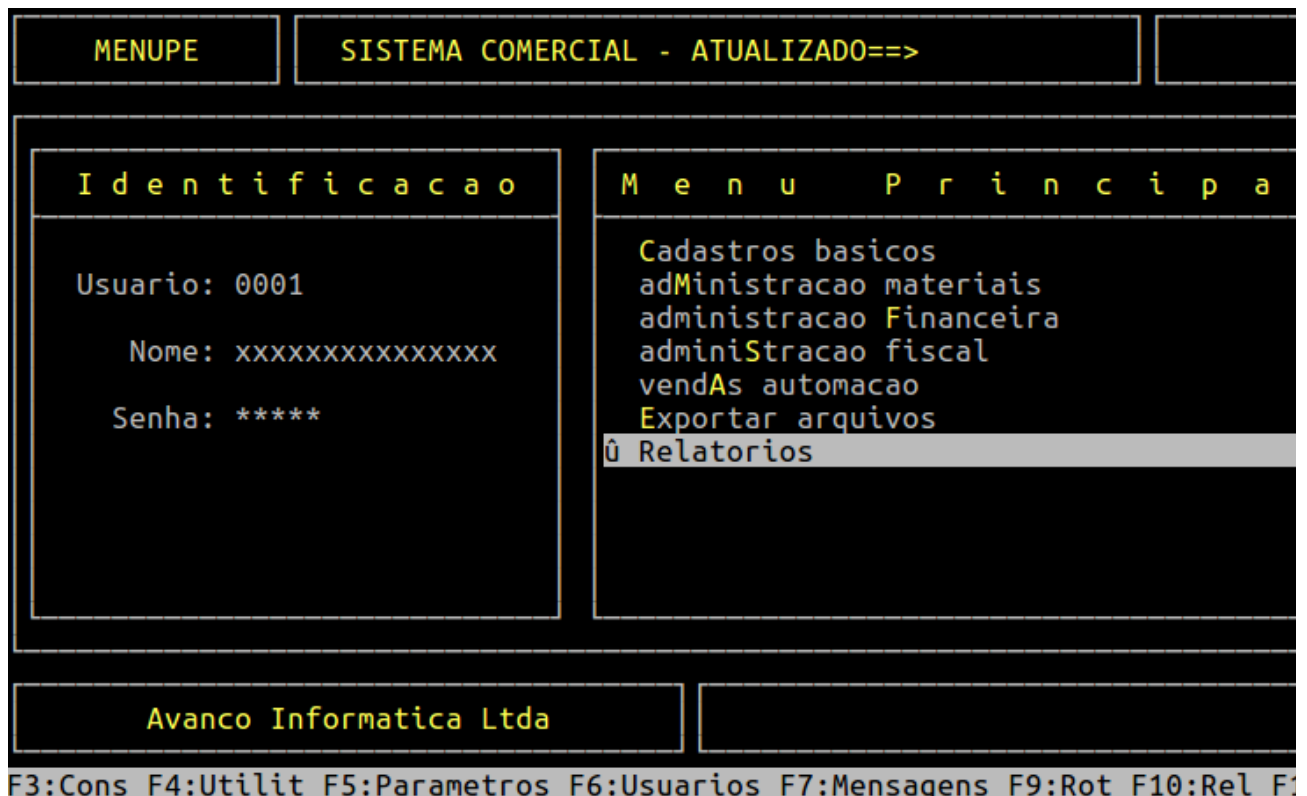 MENUPE
SISTEMA COMERCIAL - ATUALIZADO==>
I d e n t i f i c a c a o
Usuario: 0001
Nome: xxxxxxxxxxxxxxx
Senha: *****
M e n u P r i n c i p a
Cadastros basicos
adMinistracao materiais
administracao Financeira
adminiStracao fiscal
vendAs automacao
Exportar arquivos
û Relatorios
Avanco Informatica Ltda
F3:Cons F4:Utilit F5:Parametros F6:Usuarios F7:Mensagens F9:Rot F10:Rel F1